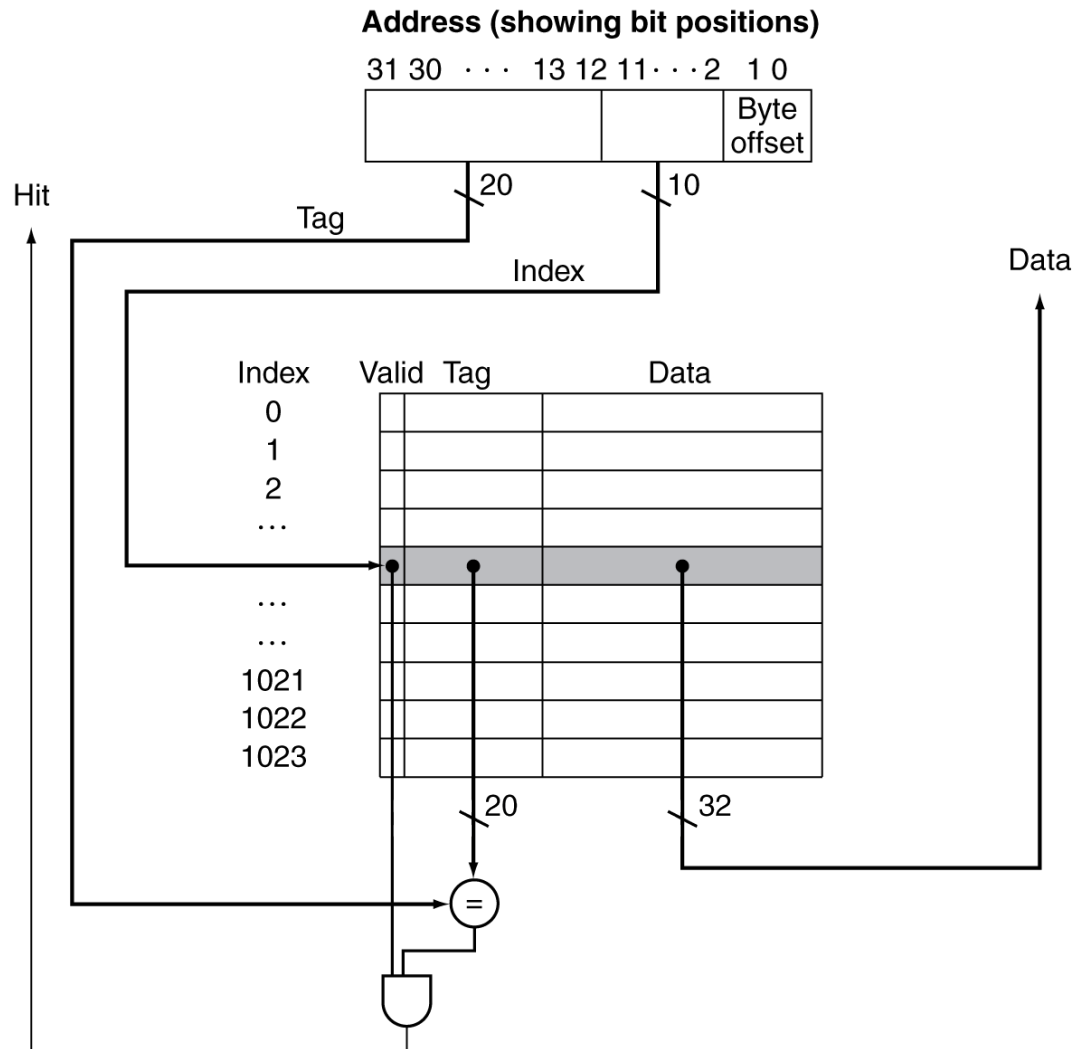 Address (showing bit positions)
31 30 · · · 13 12 11 · · · 2 1 0
Byte
offset
20 10
Hit
Tag
Index
Data
Index Valid Tag Data
0
1
2
...
...
...
1021
1022
1023
20 32
=